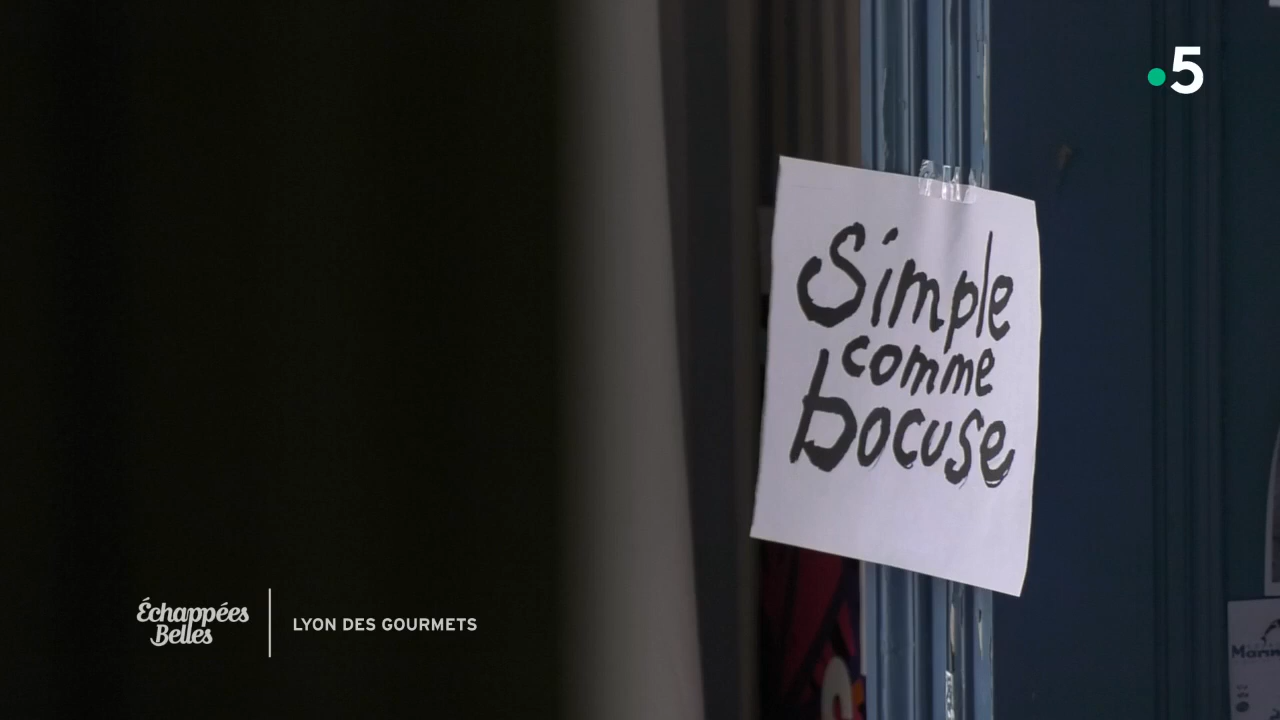 5
Simple
comme
bocuse
Échappées
Belles
LYON DES GOURMETS